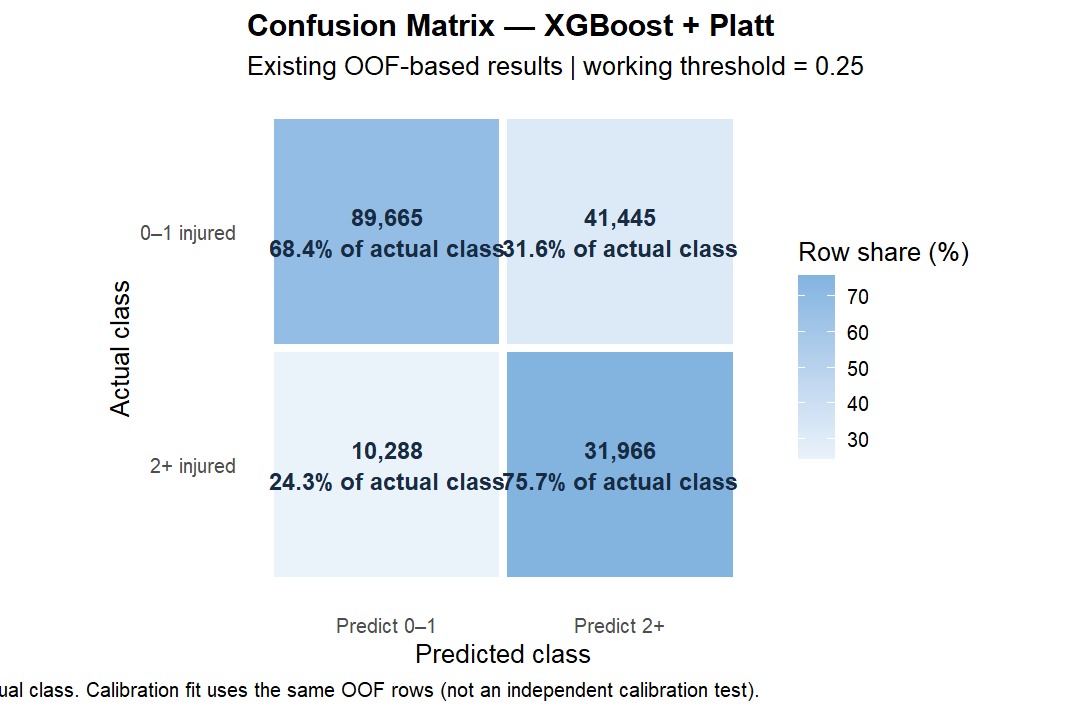 Confusion Matrix — XGBoost + Platt
Existing OOF-based results | working threshold = 0.25
0–1 injured
89,665
68.4% of actual class
41,445
31.6% of actual class
2+ injured
10,288
24.3% of actual class
31,966
75.7% of actual class
Actual class
Predict 0–1
Predict 2+
Predicted class
Row share (%)
70
60
50
40
30
ual class. Calibration fit uses the same OOF rows (not an independent calibration test).